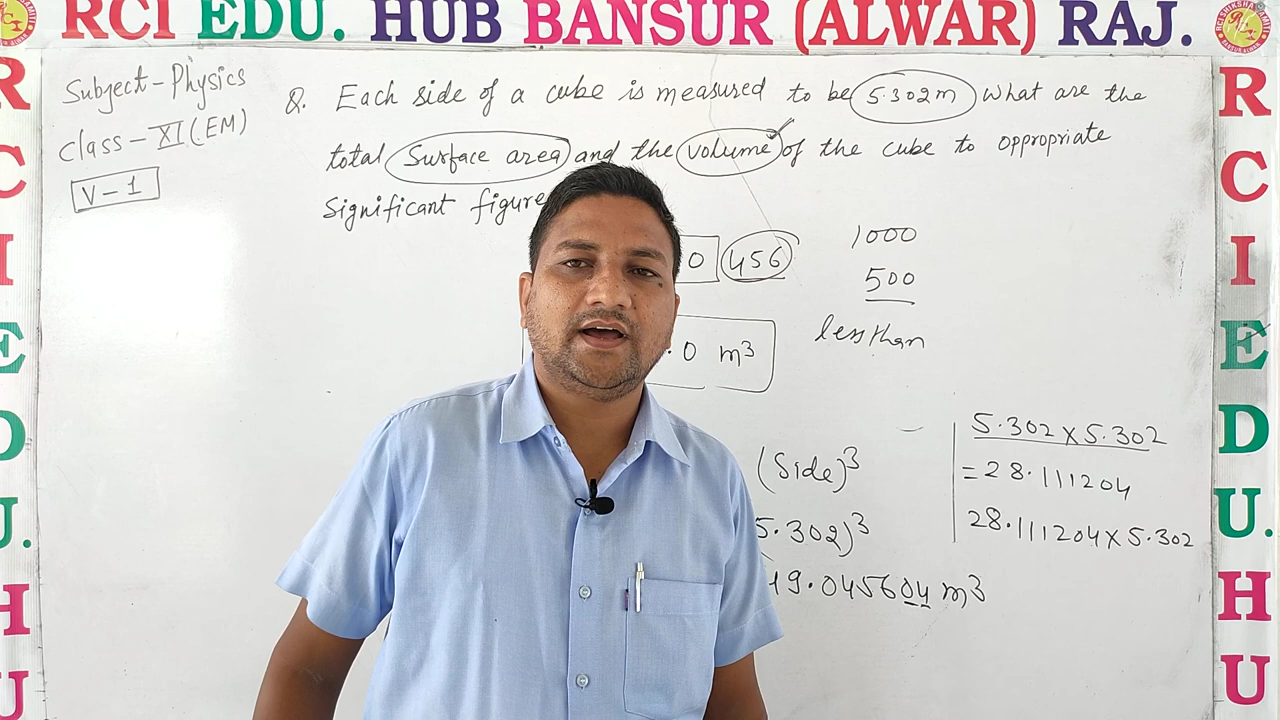 RCI EDU. HUB BANSUR (ALWAR) RAJ.
Subject - Physics
Class - XI (EM)
V - 1
Q. Each side of a cube is measured to be 5.302m What are the
total Surface area and the volume of the cube to oppropriate
Significant figure
0 456
.0 m³
1000
500
less than
(Side)³
5.302)³
19.045604 m³
5.302 X 5.302
= 28.111204
28.111204 X 5.302
R
C
I
E
D
U.
H
U
R
C
I
E
D
U.
H
U